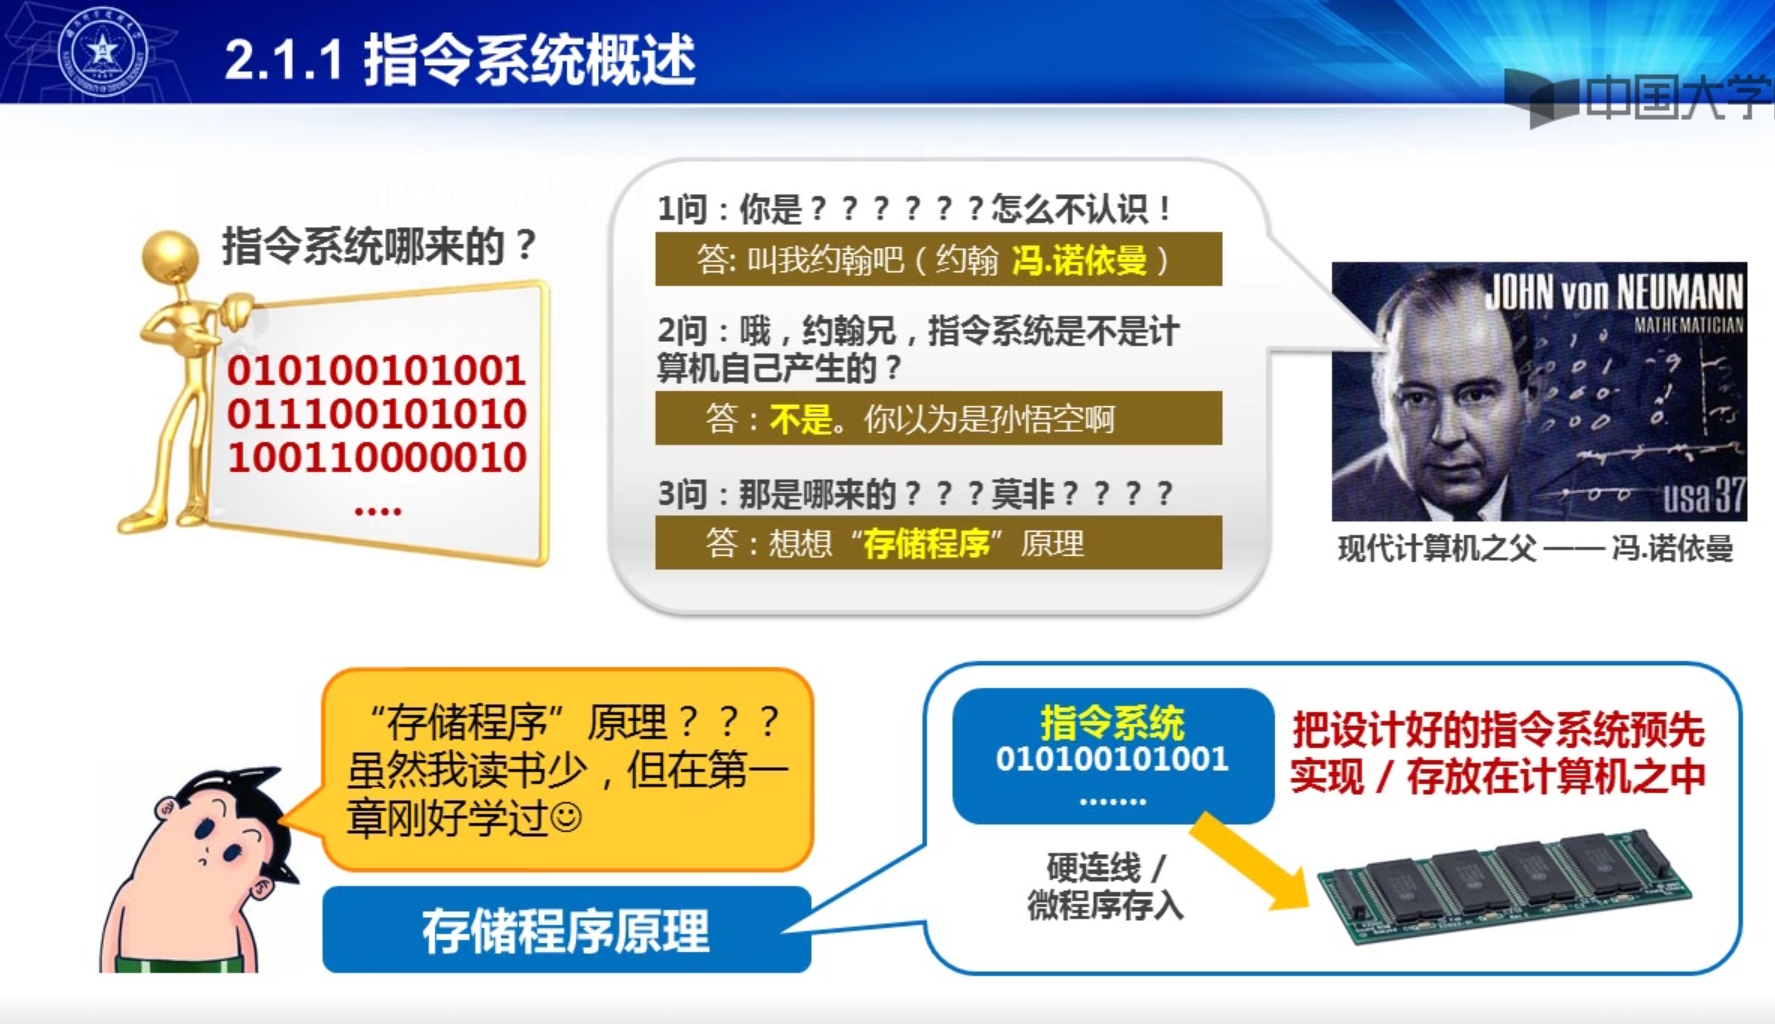 2.1.1 指令系统概述
中国大学
指令系统哪来的？
010100101001
011100101010
100110000010
....
1问：你是？？？？？？怎么不认识！
答: 叫我约翰吧（约翰 冯.诺依曼）
2问：哦，约翰兄，指令系统是不是计
算机自己产生的？
答：不是。你以为是孙悟空啊
3问：那是哪来的？？？莫非？？？？
答：想想“存储程序”原理
JOHN von NEUMANN
MATHEMATICIAN
usa 37
现代计算机之父 —— 冯.诺依曼
“存储程序”原理？？？
虽然我读书少，但在第一
章刚好学过☺
存储程序原理
指令系统
010100101001
.......
把设计好的指令系统预先
实现 / 存放在计算机之中
硬连线 /
微程序存入